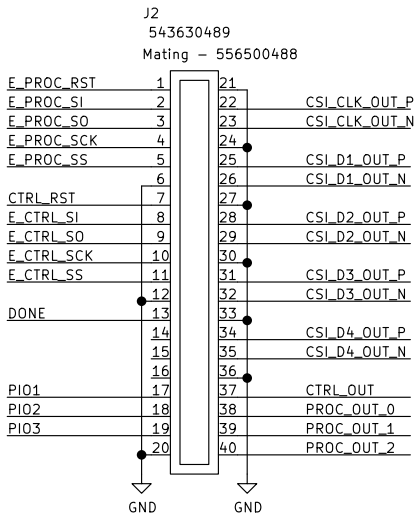 J2
543630489
Mating - 556500488
E_PROC_RST 1 21
E_PROC_SI 2 22 CSI_CLK_OUT_P
E_PROC_SO 3 23 CSI_CLK_OUT_N
E_PROC_SCK 4 24
E_PROC_SS 5 25 CSI_D1_OUT_P
6 26 CSI_D1_OUT_N
CTRL_RST 7 27
E_CTRL_SI 8 28 CSI_D2_OUT_P
E_CTRL_SO 9 29 CSI_D2_OUT_N
E_CTRL_SCK 10 30
E_CTRL_SS 11 31 CSI_D3_OUT_P
12 32 CSI_D3_OUT_N
DONE 13 33
14 34 CSI_D4_OUT_P
15 35 CSI_D4_OUT_N
16 36
PIO1 17 37 CTRL_OUT
PIO2 18 38 PROC_OUT_0
PIO3 19 39 PROC_OUT_1
20 40 PROC_OUT_2
GND GND